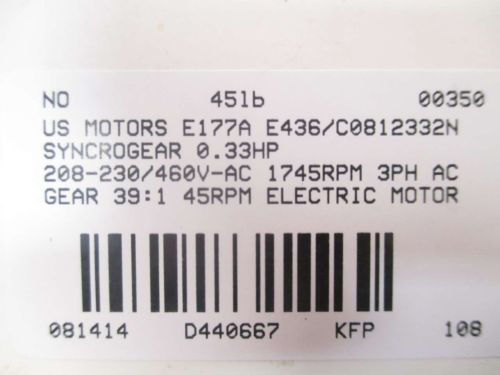 NO 45lb 00350
US MOTORS E177A E436/C0812332N
SYNCROGEAR 0.33HP
208-230/460V-AC 1745RPM 3PH AC
GEAR 39:1 45RPM ELECTRIC MOTOR
081414 D440667 KFP 108